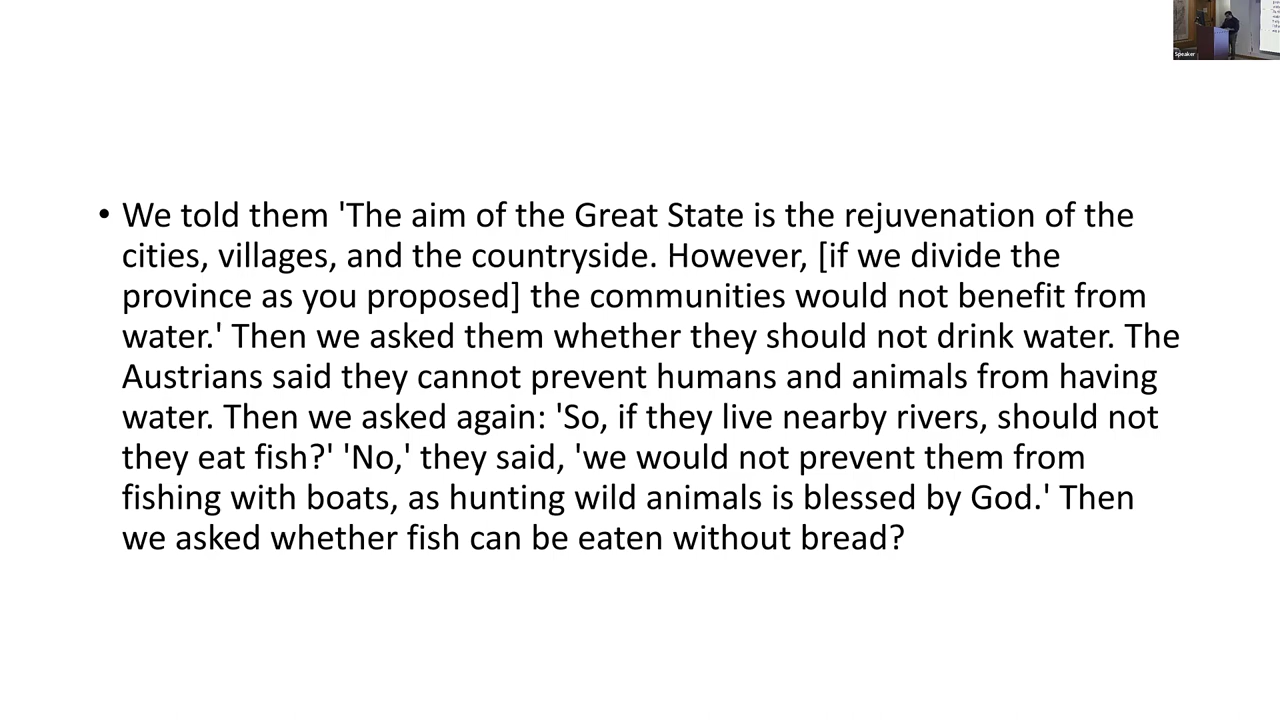 • We told them 'The aim of the Great State is the rejuvenation of the
cities, villages, and the countryside. However, [if we divide the
province as you proposed] the communities would not benefit from
water.' Then we asked them whether they should not drink water. The
Austrians said they cannot prevent humans and animals from having
water. Then we asked again: 'So, if they live nearby rivers, should not
they eat fish?' 'No,' they said, 'we would not prevent them from
fishing with boats, as hunting wild animals is blessed by God.' Then
we asked whether fish can be eaten without bread?
Speaker